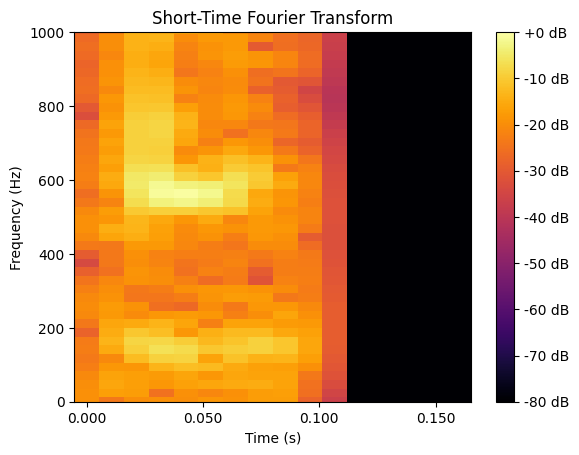 Short-Time Fourier Transform
1000
800
600
400
200
0
Frequency (Hz)
0.000
0.050
0.100
0.150
Time (s)
+0 dB
-10 dB
-20 dB
-30 dB
-40 dB
-50 dB
-60 dB
-70 dB
-80 dB